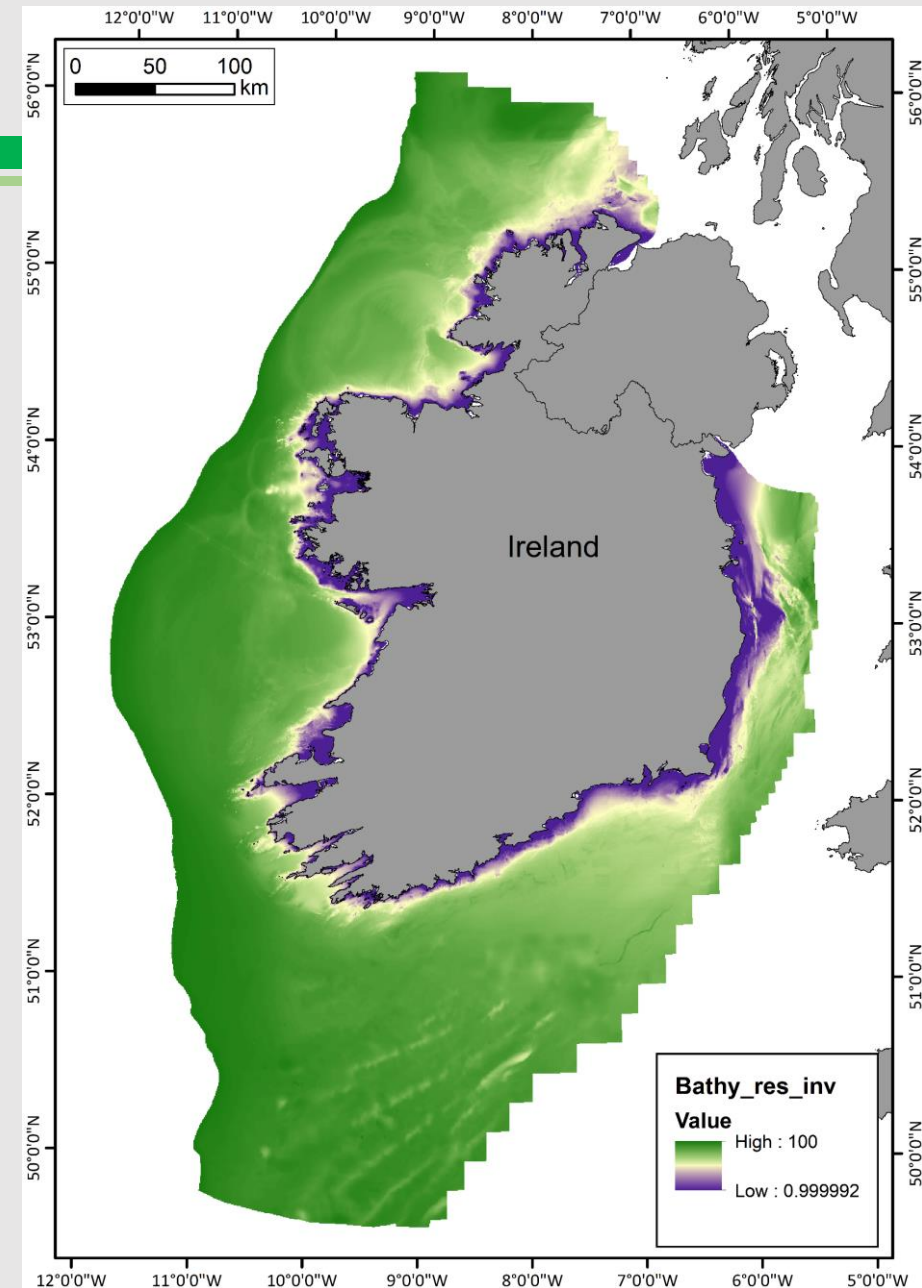 12°0'0"W 11°0'0"W 10°0'0"W 9°0'0"W 8°0'0"W 7°0'0"W 6°0'0"W 5°0'0"W
0 50 100
km
56°0'0"N 56°0'0"N
55°0'0"N 55°0'0"N
54°0'0"N 54°0'0"N
Ireland
53°0'0"N 53°0'0"N
52°0'0"N 52°0'0"N
51°0'0"N 51°0'0"N
Bathy_res_inv
Value
High : 100
Low : 0.999992
50°0'0"N 50°0'0"N
12°0'0"W 11°0'0"W 10°0'0"W 9°0'0"W 8°0'0"W 7°0'0"W 6°0'0"W 5°0'0"W